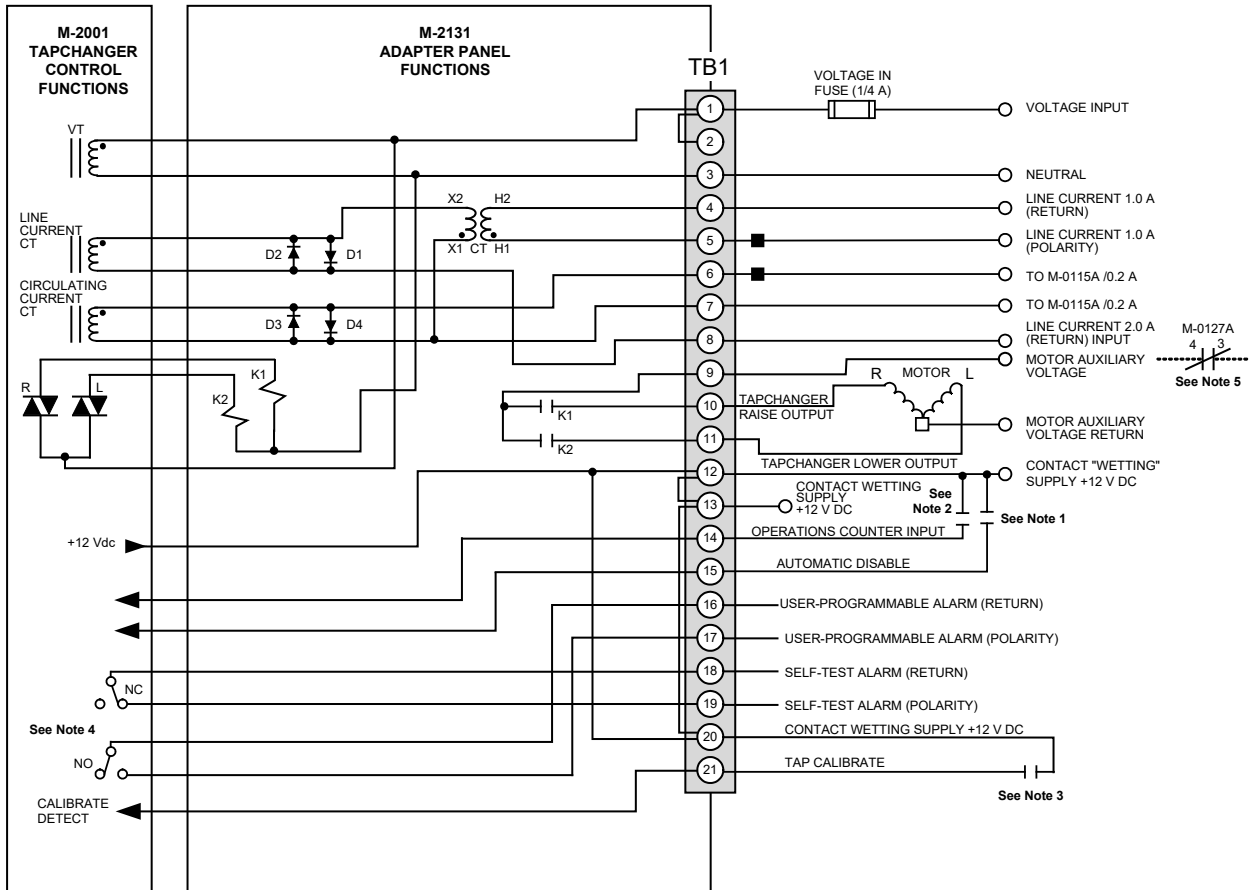 M-2001
TAPCHANGER
CONTROL
FUNCTIONS
M-2131
ADAPTER PANEL
FUNCTIONS
TB1
VOLTAGE IN
FUSE (1/4 A)
1
VOLTAGE INPUT
VT
2
3
NEUTRAL
X2
H2
4
LINE CURRENT 1.0 A
(RETURN)
LINE
CURRENT
CT
D2
D1
X1
CT
H1
5
LINE CURRENT 1.0 A
(POLARITY)
6
TO M-0115A /0.2 A
CIRCULATING
CURRENT
CT
D3
D4
7
TO M-0115A /0.2 A
8
LINE CURRENT 2.0 A
(RETURN) INPUT
M-0127A
4 3
See Note 5
9
MOTOR AUXILIARY
VOLTAGE
R
L
K2
K1
R MOTOR L
K1
10
TAPCHANGER
RAISE OUTPUT
K2
11
MOTOR AUXILIARY
VOLTAGE RETURN
TAPCHANGER LOWER OUTPUT
12
CONTACT "WETTING"
SUPPLY +12 V DC
13
CONTACT WETTING
SUPPLY
+12 V DC
See
Note 2
See Note 1
+12 Vdc
14
OPERATIONS COUNTER INPUT
15
AUTOMATIC DISABLE
16
USER-PROGRAMMABLE ALARM (RETURN)
17
USER-PROGRAMMABLE ALARM (POLARITY)
18
SELF-TEST ALARM (RETURN)
NC
19
SELF-TEST ALARM (POLARITY)
See Note 4
20
CONTACT WETTING SUPPLY +12 V DC
NO
21
TAP CALIBRATE
See Note 3
CALIBRATE
DETECT